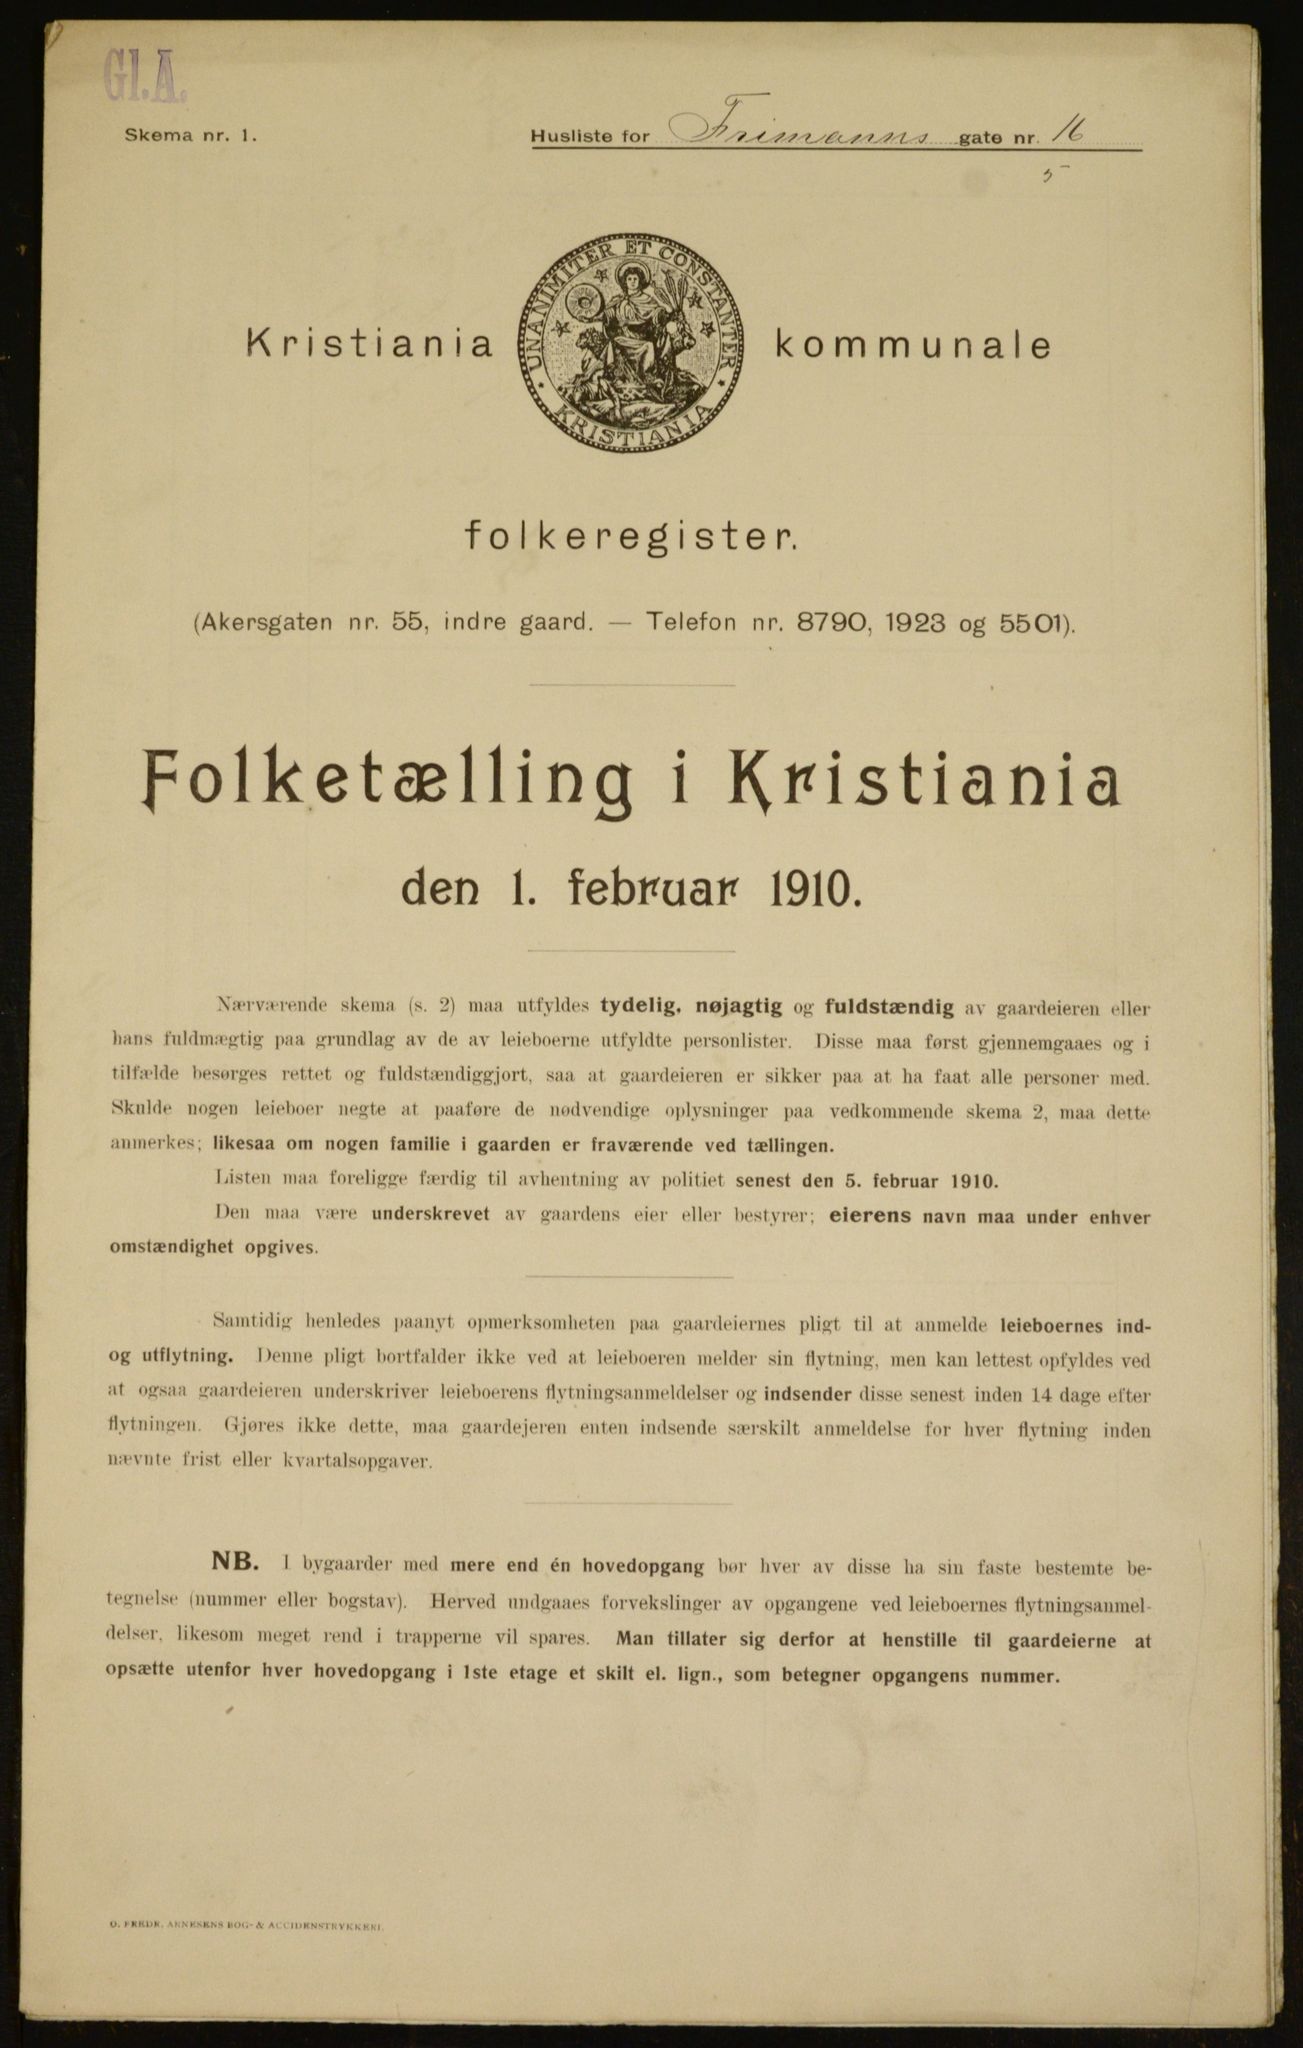 Gl.A.
Skema nr. 1.
Husliste for Frimanns gate nr. 16
5
UNANIMITER ET CONSTANTER
KRISTIANIA
Kristiania kommunale
folkeregister.
(Akersgaten nr. 55, indre gaard. — Telefon nr. 8790, 1923 og 5501).
Folketælling i Kristiania
den 1. februar 1910.
Nærværende skema (s. 2) maa utfyldes tydelig, nøjagtig og fuldstændig av gaardeieren eller
hans fuldmægtig paa grundlag av de av leieboerne utfyldte personlister. Disse maa først gjennemgaaes og i
tilfælde besørges rettet og fuldstændiggjort, saa at gaardeieren er sikker paa at ha faat alle personer med.
Skulde nogen leieboer negte at paaføre de nødvendige oplysninger paa vedkommende skema 2, maa dette
anmerkes; likesaa om nogen familie i gaarden er fraværende ved tællingen.
Listen maa foreligge færdig til avhentning av politiet senest den 5. februar 1910.
Den maa være underskrevet av gaardens eier eller bestyrer; eierens navn maa under enhver
omstændighet opgives.
Samtidig henledes paanyt opmerksomheten paa gaardeiernes pligt til at anmelde leieboernes ind-
og utflytning. Denne pligt bortfalder ikke ved at leieboeren melder sin flytning, men kan lettest opfyldes ved
at ogsaa gaardeieren underskriver leieboerens flytningsanmeldelser og indsender disse senest inden 14 dage efter
flytningen. Gjøres ikke dette, maa gaardejeren enten indsende særskilt anmeldelse for hver flytning inden
nævnte frist eller kvartalsopgaver.
NB. I bygaarder med mere end én hovedopgang bør hver av disse ha sin faste bestemte be-
tegnelse (nummer eller bogstav). Herved undgaaes forvekslinger av opgangene ved leieboernes flytningsanmel-
delser, likesom meget rend i trapperne vil spares. Man tillater sig derfor at henstille til gaardeierne at
opsætte utenfor hver hovedopgang i 1ste etage et skilt el. lign., som betegner opgangens nummer.
O. FREDR. ARNESENS BOG- & ACCIDENSTRYKKERI.